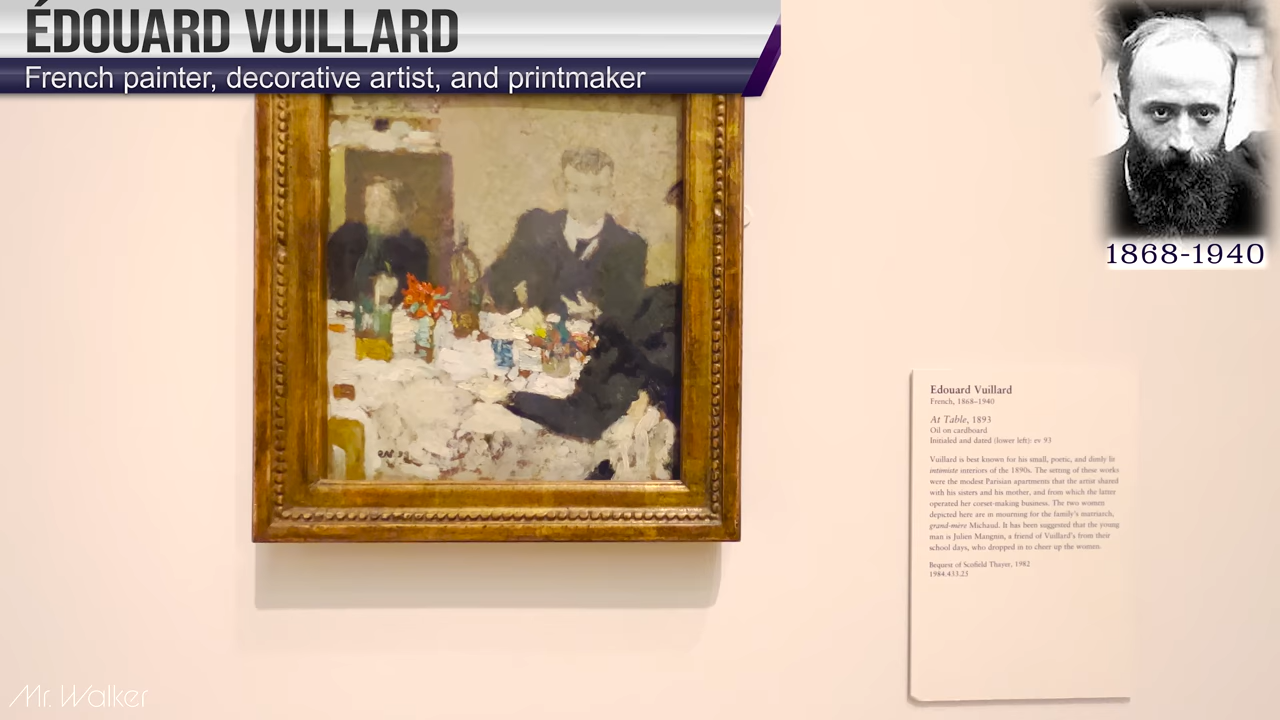 ÉDOUARD VUILLARD
French painter, decorative artist, and printmaker
1868-1940
Edouard Vuillard
French, 1868–1940
At Table, 1893
Oil on cardboard
Initialed and dated (lower left): ev 93
Vuillard is best known for his small, poetic, and dimly lit
intimiste interiors of the 1890s. The setting of these works
were the modest Parisian apartments that the artist shared
with his sisters and his mother, and from which the latter
operated her corset-making business. The two women
depicted here are in mourning for the family's matriarch,
grand-mère Michaud. It has been suggested that the young
man is Julien Mangnin, a friend of Vuillard's from their
school days, who dropped in to cheer up the women.
Bequest of Scofield Thayer, 1982
1984.433.25
Mr. Walker